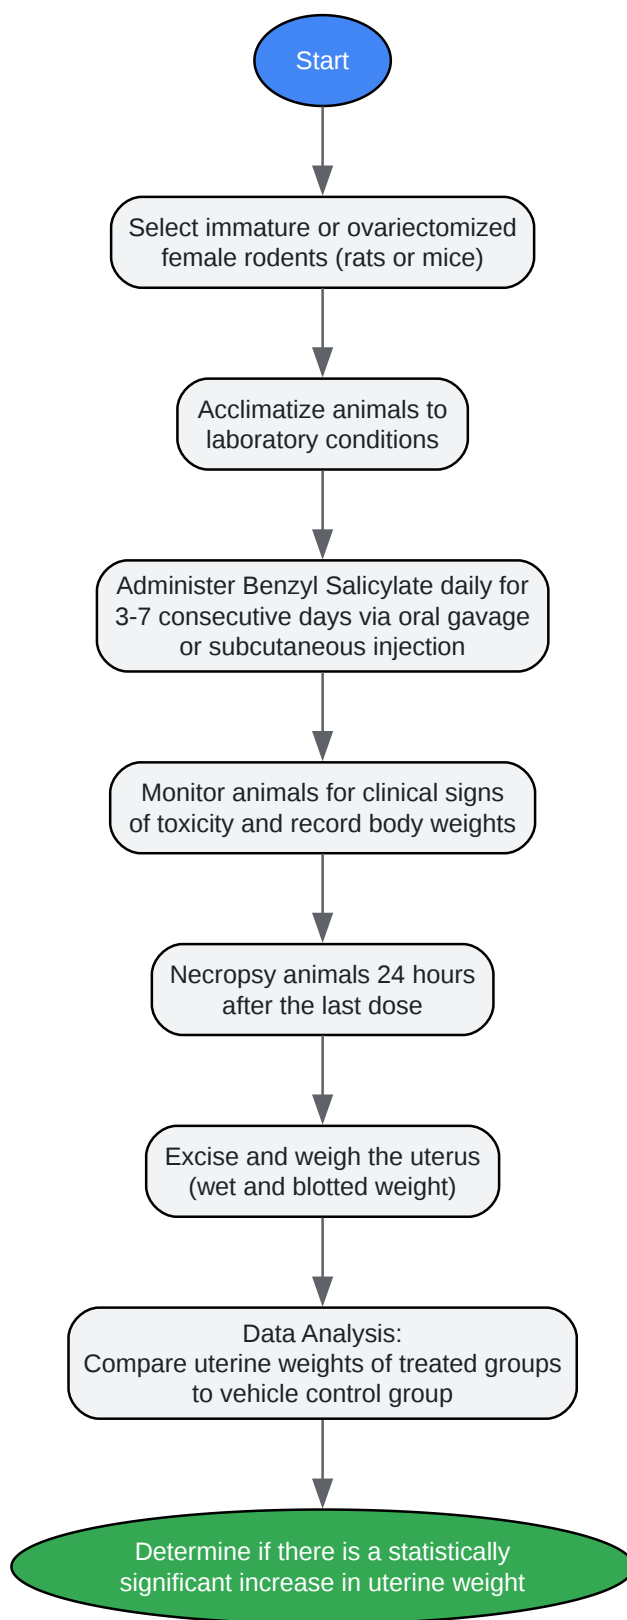 Start
Select immature or ovariectomized
female rodents (rats or mice)
Acclimatize animals to
laboratory conditions
Administer Benzyl Salicylate daily for
3-7 consecutive days via oral gavage
or subcutaneous injection
Monitor animals for clinical signs
of toxicity and record body weights
Necropsy animals 24 hours
after the last dose
Excise and weigh the uterus
(wet and blotted weight)
Data Analysis:
Compare uterine weights of treated groups
to vehicle control group
Determine if there is a statistically
significant increase in uterine weight